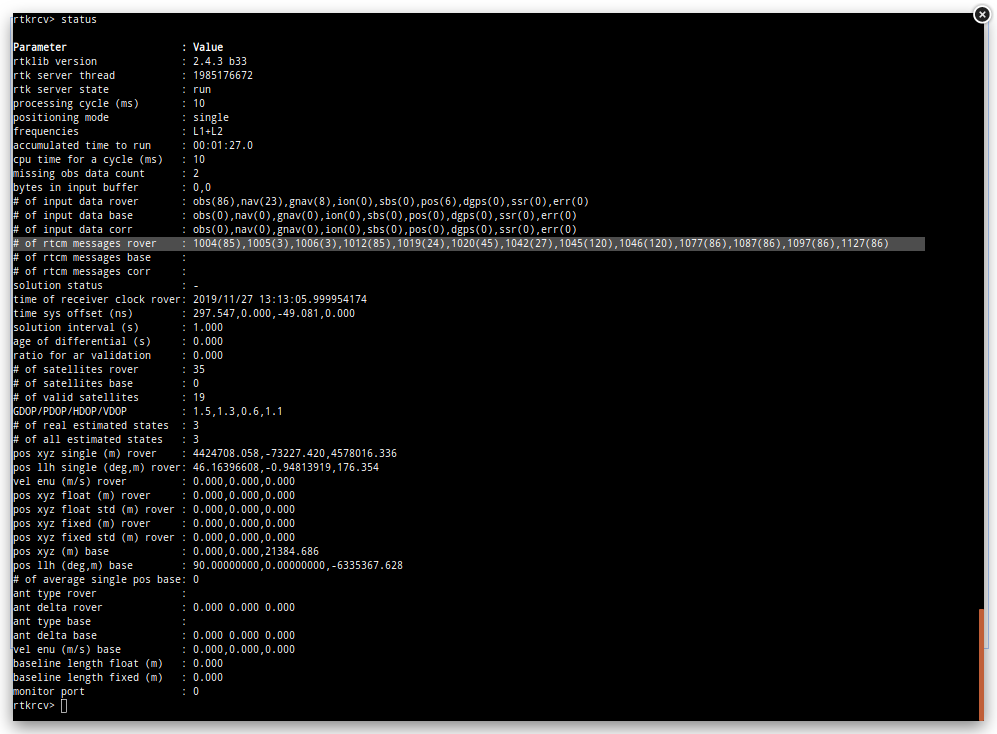 rtkrcv> status
Parameter : Value
rtklib version : 2.4.3 b33
rtk server thread : 1985176672
rtk server state : run
processing cycle (ms) : 10
positioning mode : single
frequencies : L1+L2
accumulated time to run : 00:01:27.0
cpu time for a cycle (ms) : 10
missing obs data count : 2
bytes in input buffer : 0,0
# of input data rover : obs(86),nav(23),gnav(8),ion(0),sbs(0),pos(6),dgps(0),ssr(0),err(0)
# of input data base : obs(0),nav(0),gnav(0),ion(0),sbs(0),pos(0),dgps(0),ssr(0),err(0)
# of input data corr : obs(0),nav(0),gnav(0),ion(0),sbs(0),pos(0),dgps(0),ssr(0),err(0)
# of rtcm messages rover : 1004(85),1005(3),1006(3),1012(85),1019(24),1020(45),1042(27),1045(120),1046(120),1077(86),1087(86),1097(86),1127(86)
# of rtcm messages base :
# of rtcm messages corr :
solution status : -
time of receiver clock rover: 2019/11/27 13:13:05.999954174
time sys offset (ns) : 297.547,0.000,-49.081,0.000
solution interval (s) : 1.000
age of differential (s) : 0.000
ratio for ar validation : 0.000
# of satellites rover : 35
# of satellites base : 0
# of valid satellites : 19
GDOP/PDOP/HDOP/VDOP : 1.5,1.3,0.6,1.1
# of real estimated states : 3
# of all estimated states : 3
pos xyz single (m) rover : 4424708.058,-73227.420,4578016.336
pos llh single (deg,m) rover: 46.16396608,-0.94813919,176.354
vel enu (m/s) rover : 0.000,0.000,0.000
pos xyz float (m) rover : 0.000,0.000,0.000
pos xyz float std (m) rover : 0.000,0.000,0.000
pos xyz fixed (m) rover : 0.000,0.000,0.000
pos xyz fixed std (m) rover : 0.000,0.000,0.000
pos xyz (m) base : 0.000,0.000,21384.686
pos llh (deg,m) base : 90.00000000,0.00000000,-6335367.628
# of average single pos base: 0
ant type rover :
ant delta rover : 0.000 0.000 0.000
ant type base :
ant delta base : 0.000 0.000 0.000
vel enu (m/s) base : 0.000,0.000,0.000
baseline length float (m) : 0.000
baseline length fixed (m) : 0.000
monitor port : 0
rtkrcv>